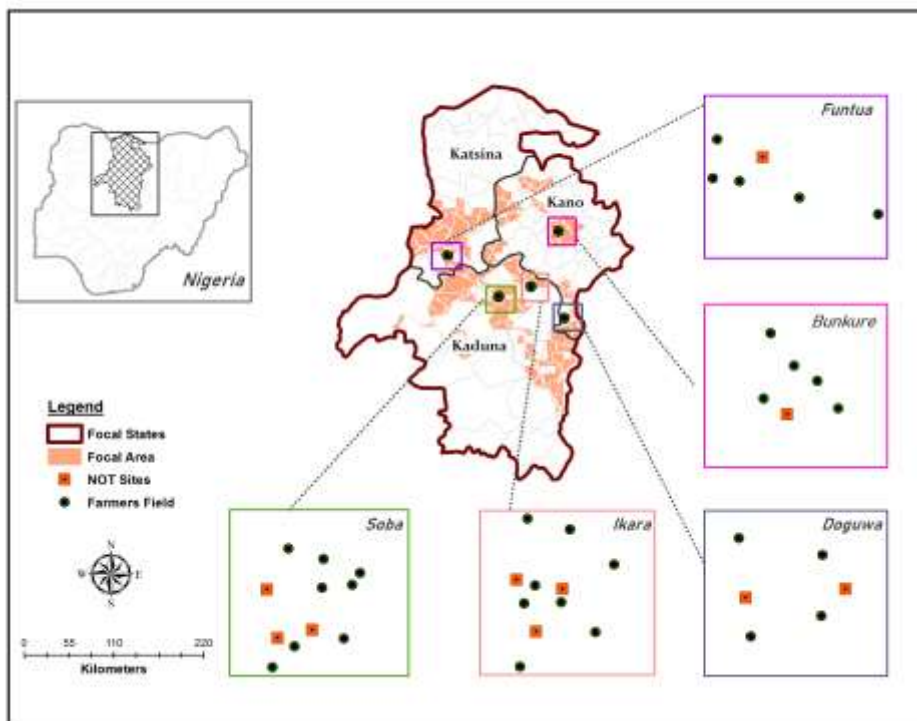 Funtua
Katsina
Kano
Nigeria
Bunkure
Kaduna
Legend
Focal States
Focal Area
NOT Sites
Farmers Field
Soba
Ikara
Doguwa
N
W E
S
0 55 110 220
Kilometers